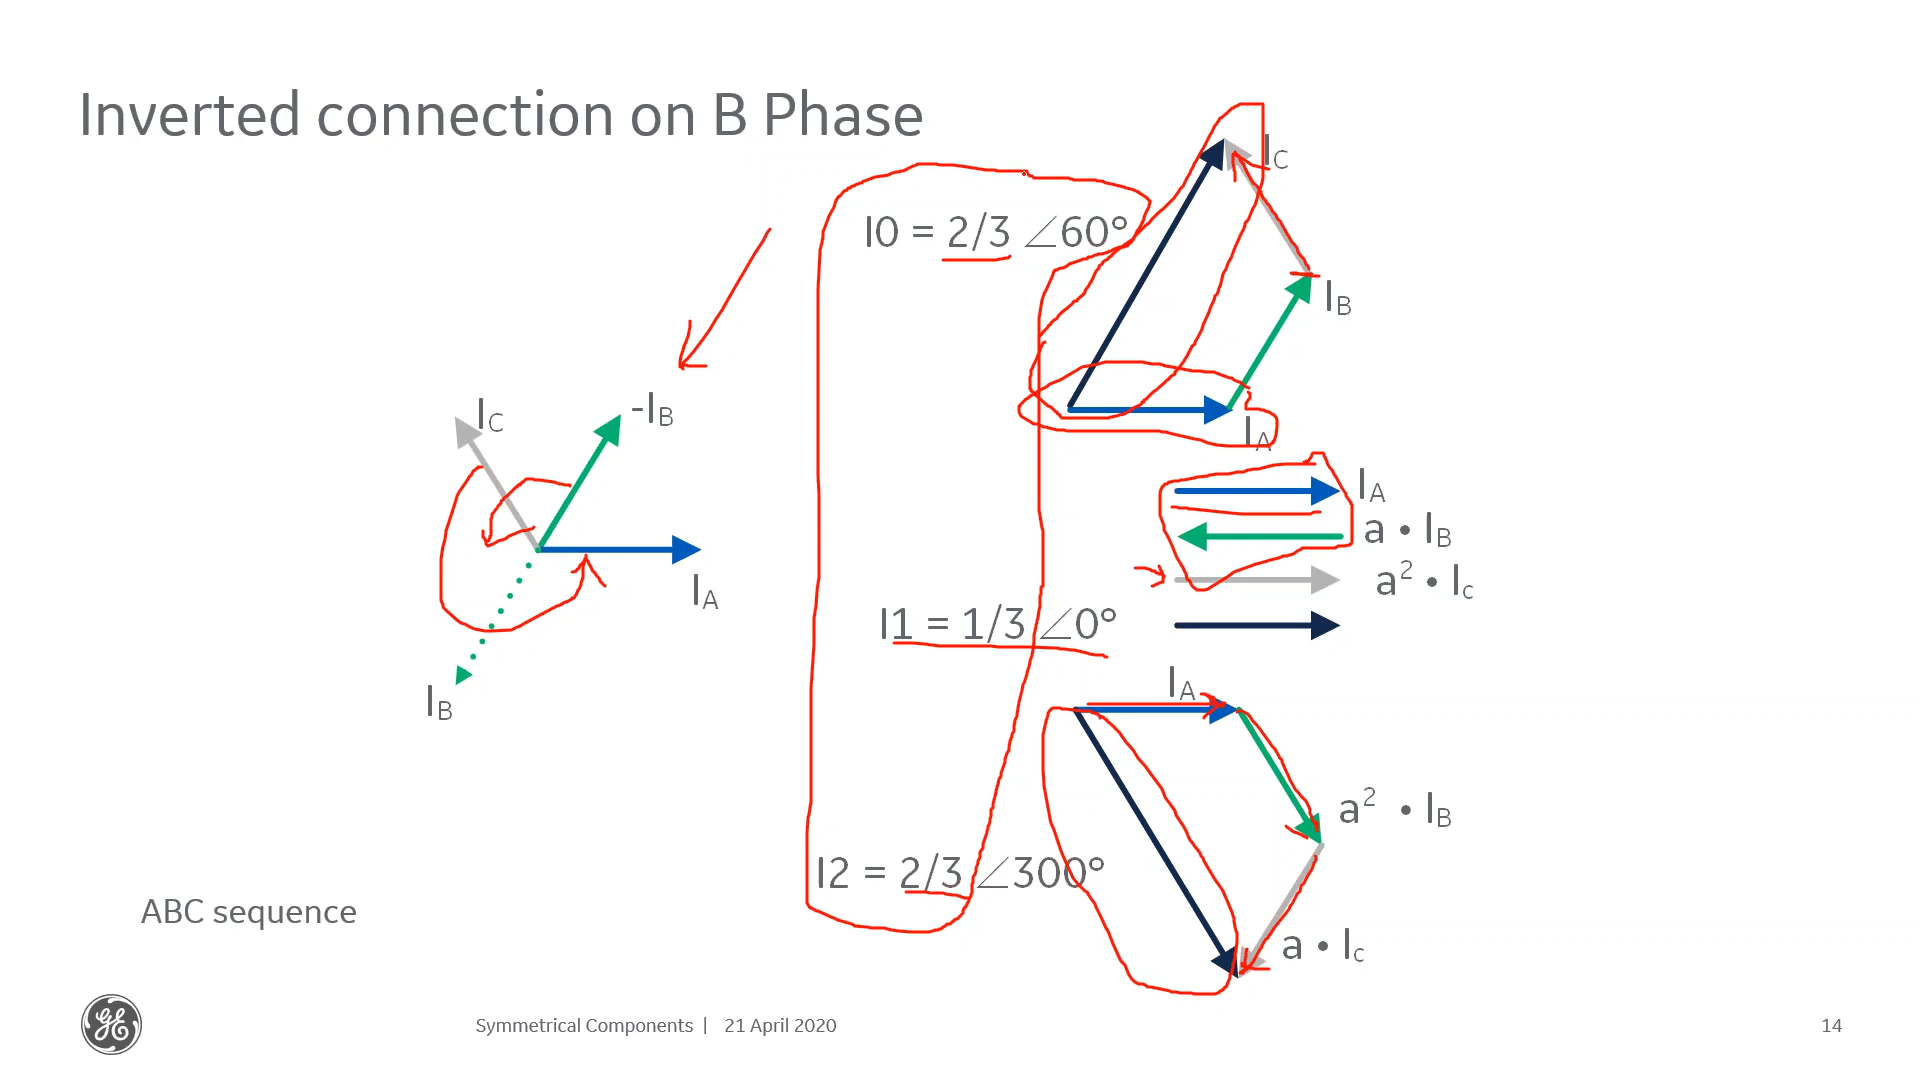 Inverted connection on B Phase
I0 = 2/3 ∠60°
I1 = 1/3 ∠0°
I2 = 2/3 ∠300°
IC
-IB
IA
IB
IC
IB
IA
IA
a • IB
a² • Ic
IA
a² • IB
a • Ic
ABC sequence
GE
Symmetrical Components | 21 April 2020
14